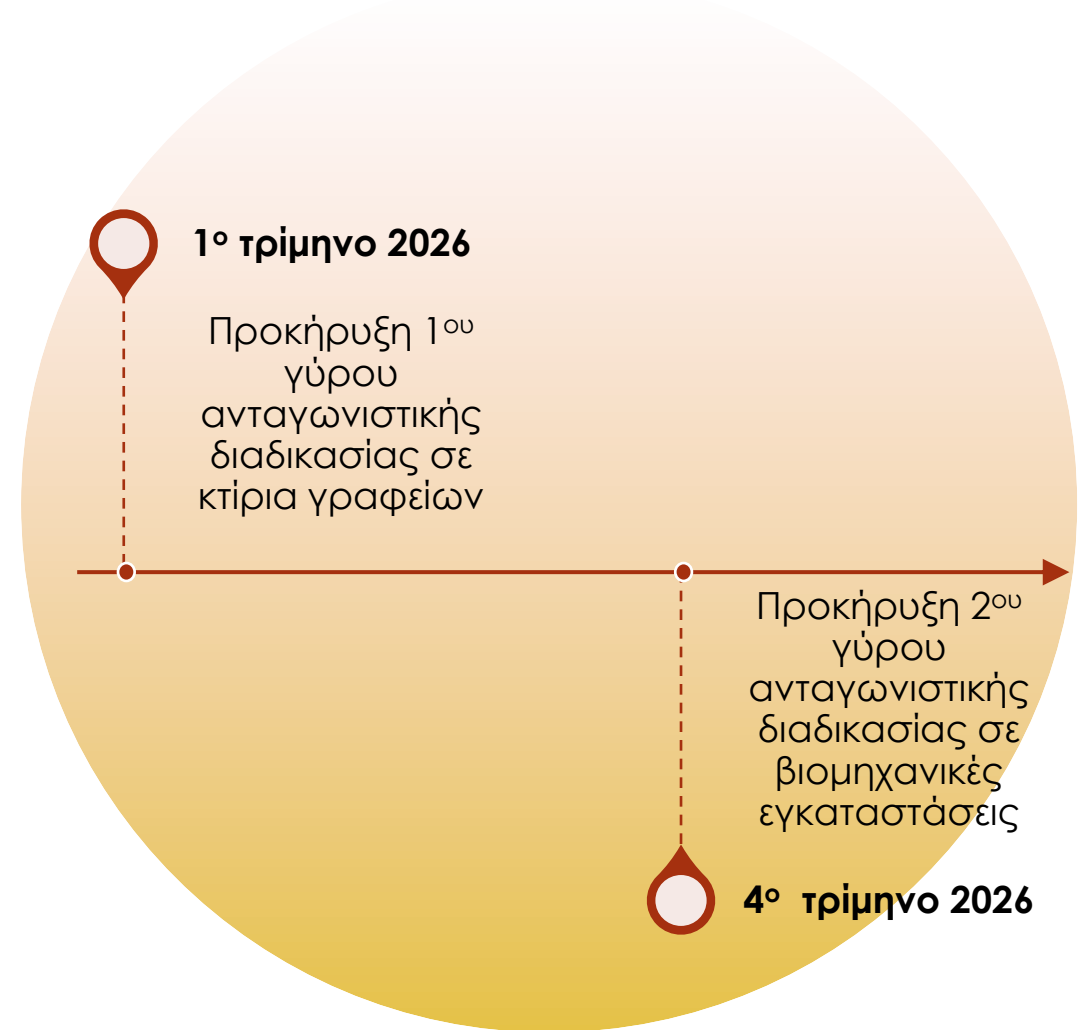 1ο τρίμηνο 2026
Προκήρυξη 1ου
γύρου
ανταγωνιστικής
διαδικασίας σε
κτίρια γραφείων
Προκήρυξη 2ου
γύρου
ανταγωνιστικής
διαδικασίας σε
βιομηχανικές
εγκαταστάσεις
4ο τρίμηνο 2026